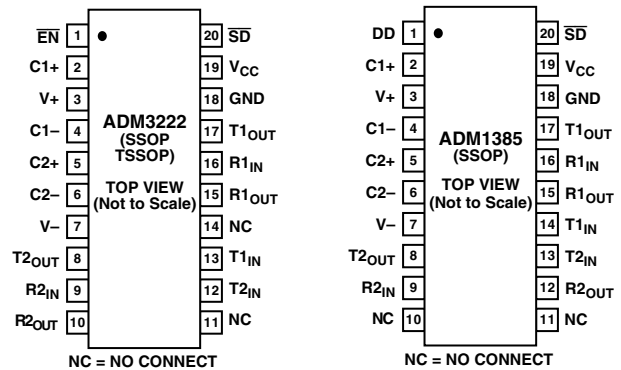 EN 1 20 SD
C1+ 2 19 VCC
V+ 3 18 GND
C1– 4 17 T1OUT
C2+ 5 16 R1IN
C2– 6 15 R1OUT
V– 7 14 NC
T2OUT 8 13 T1IN
R2IN 9 12 T2IN
R2OUT 10 11 NC
ADM3222
(SSOP
TSSOP)
TOP VIEW
(Not to Scale)
NC = NO CONNECT
DD 1 20 SD
C1+ 2 19 VCC
V+ 3 18 GND
C1– 4 17 T1OUT
C2+ 5 16 R1IN
C2– 6 15 R1OUT
V– 7 14 T1IN
T2OUT 8 13 T2IN
R2IN 9 12 R2OUT
NC 10 11 NC
ADM1385
(SSOP)
TOP VIEW
(Not to Scale)
NC = NO CONNECT